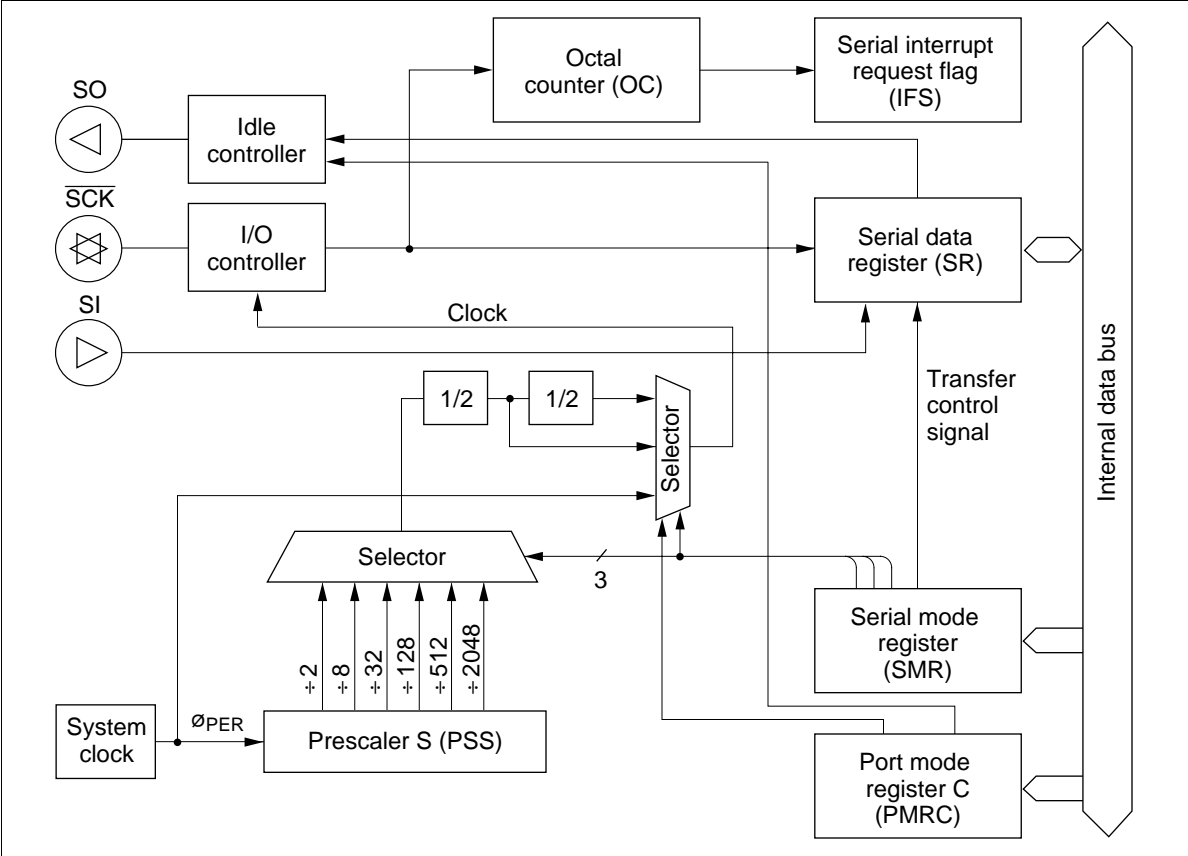 Octal
counter (OC)
Serial interrupt
request flag
(IFS)
SO
Idle
controller
SCK
I/O
controller
Serial data
register (SR)
SI
Clock
Transfer
control
signal
Internal data bus
1/2
1/2
Selector
Selector
3
Serial mode
register
(SMR)
÷2
÷8
÷32
÷128
÷512
÷2048
System
clock
øPER
Prescaler S (PSS)
Port mode
register C
(PMRC)